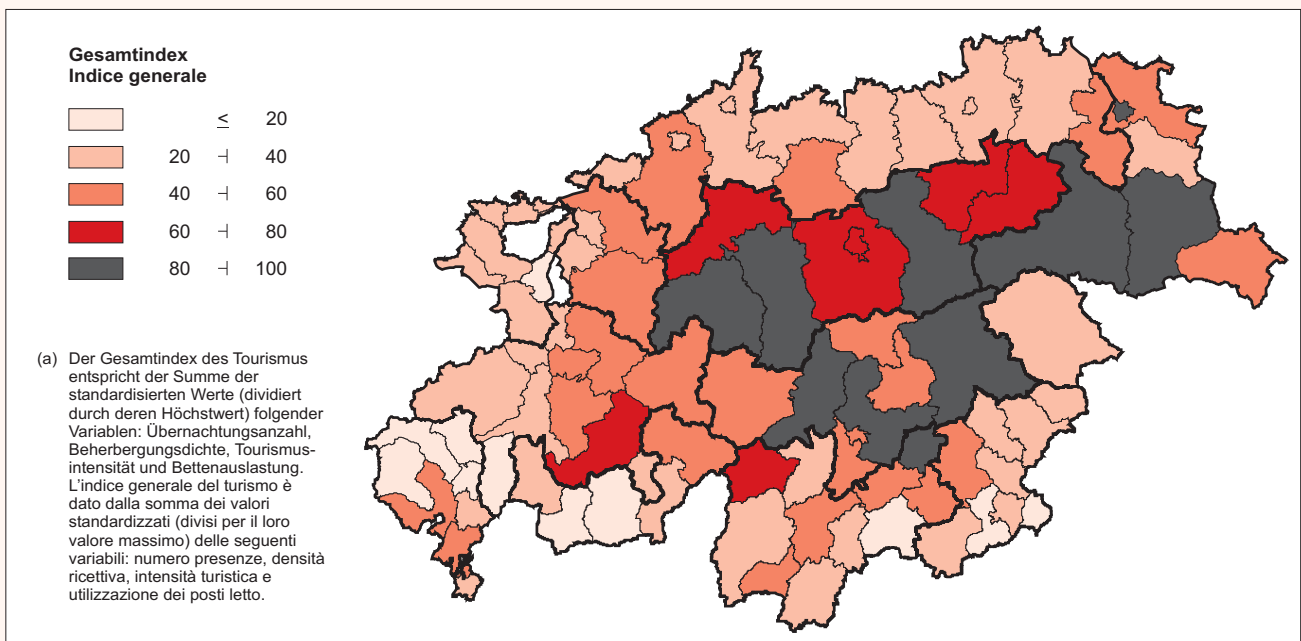 Gesamtindex
Indice generale
≤ 20
20 ⊣ 40
40 ⊣ 60
60 ⊣ 80
80 ⊣ 100
(a) Der Gesamtindex des Tourismus
entspricht der Summe der
standardisierten Werte (dividiert
durch deren Höchstwert) folgender
Variablen: Übernachtungsanzahl,
Beherbergungsdichte, Tourismus-
intensität und Bettenauslastung.
L'indice generale del turismo è
dato dalla somma dei valori
standardizzati (divisi per il loro
valore massimo) delle seguenti
variabili: numero presenze, densità
ricettiva, intensità turistica e
utilizzazione dei posti letto.